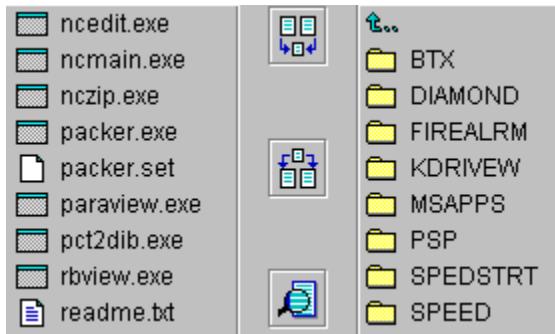 ncedit.exe
ncmain.exe
nczip.exe
packer.exe
packer.set
paraview.exe
pct2dib.exe
rbview.exe
readme.txt
..
BTX
DIAMOND
FIREALRM
KDRIVEW
MSAPPS
PSP
SPEDSTRT
SPEED